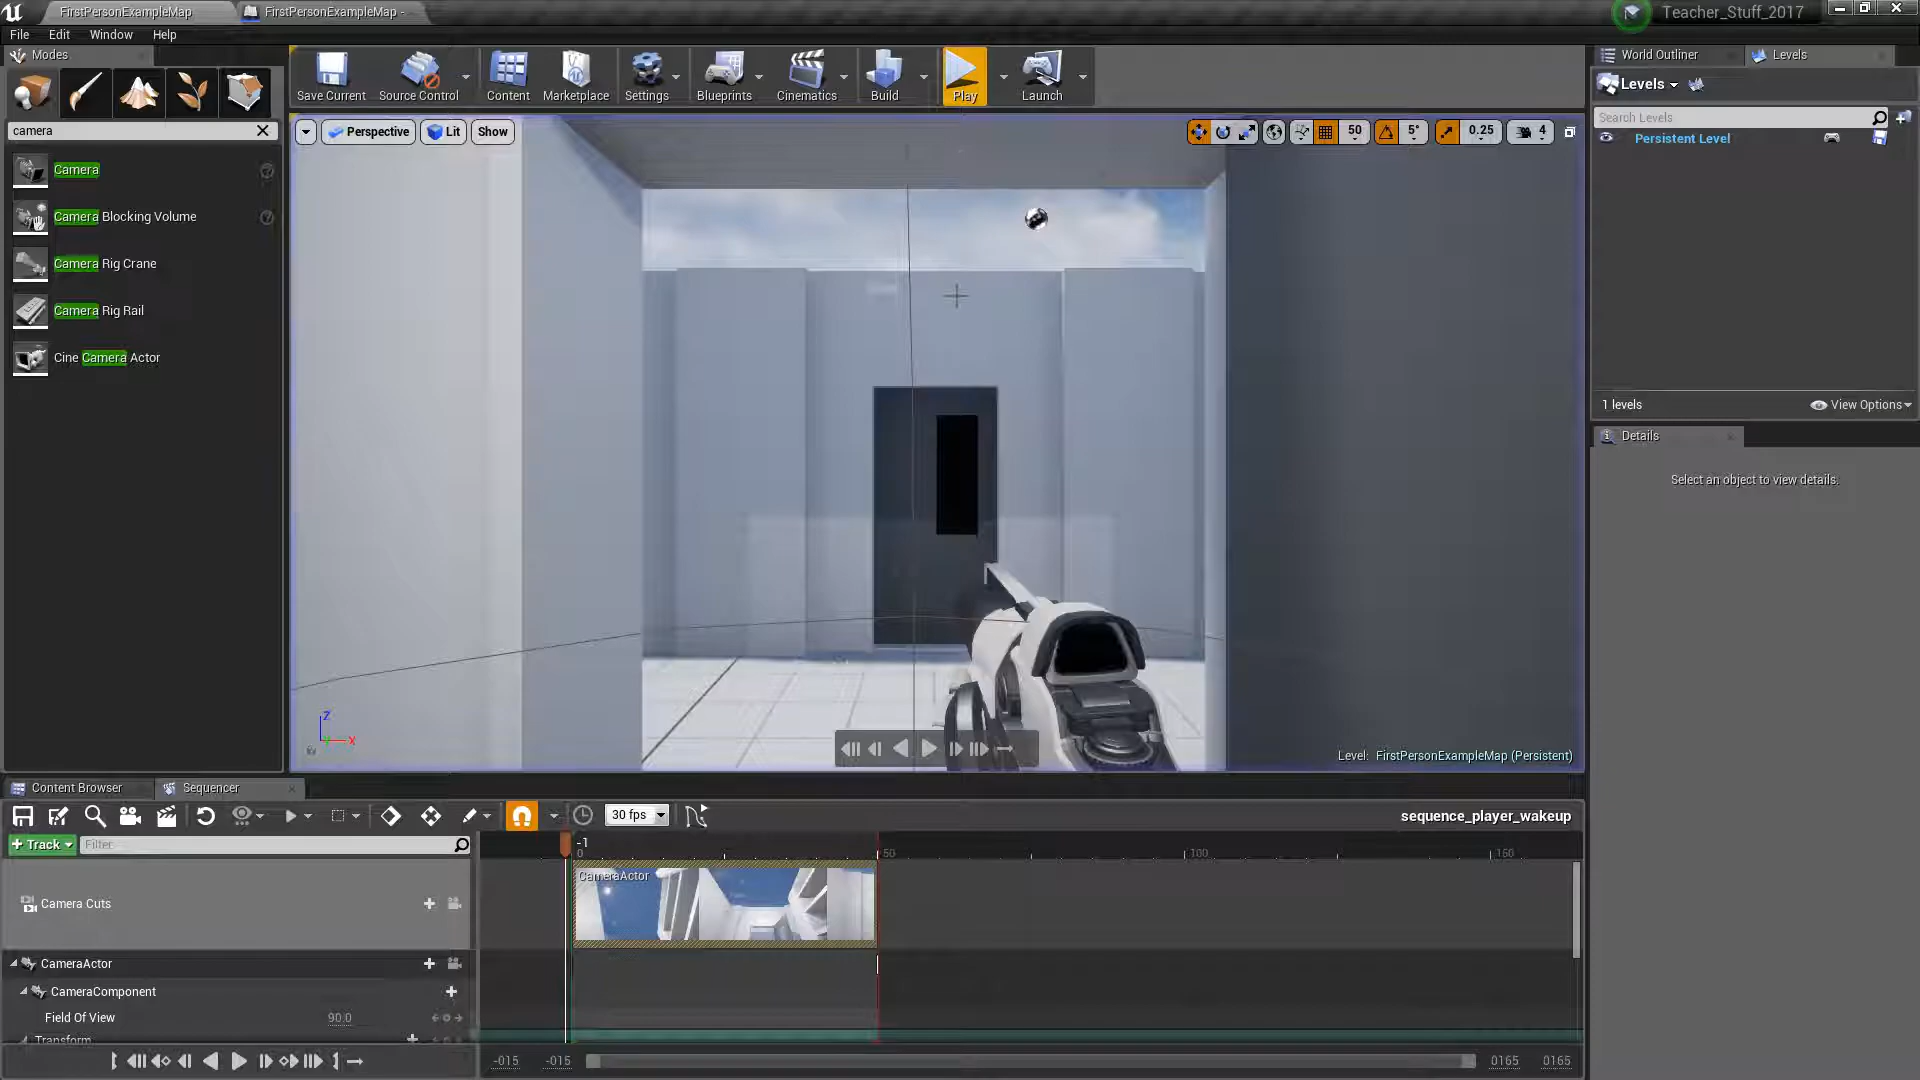 FirstPersonExampleMap
FirstPersonExampleMap -
Teacher_Stuff_2017
File
Edit
Window
Help
Modes
Save Current
Source Control
Content
Marketplace
Settings
Blueprints
Cinematics
Build
Play
Launch
World Outliner
Levels
Levels
Search Levels
Persistent Level
camera
Perspective
Lit
Show
50
5°
0.25
4
Camera
Camera Blocking Volume
Camera Rig Crane
Camera Rig Rail
Cine Camera Actor
1 levels
View Options
Details
Select an object to view details.
Z
X
Level: FirstPersonExampleMap (Persistent)
Content Browser
Sequencer
30 fps
sequence_player_wakeup
+ Track
Filter
-1
0
50
100
150
CameraActor
Camera Cuts
CameraActor
CameraComponent
Field Of View
90.0
Transform
-015
-015
0165
0165